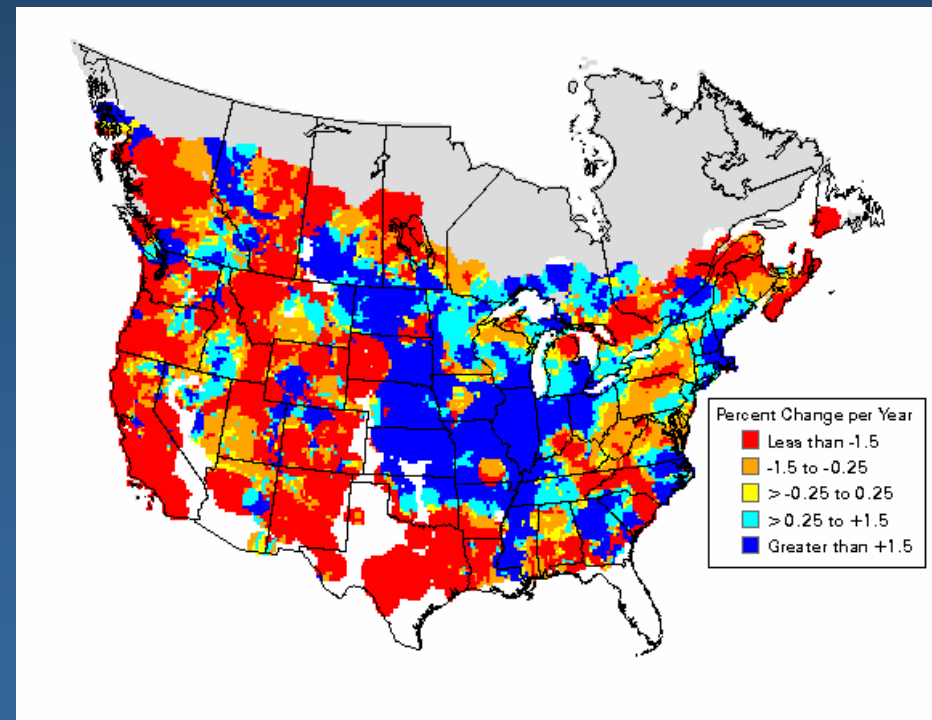 Percent Change per Year
Less than -1.5
-1.5 to -0.25
> -0.25 to 0.25
> 0.25 to +1.5
Greater than +1.5